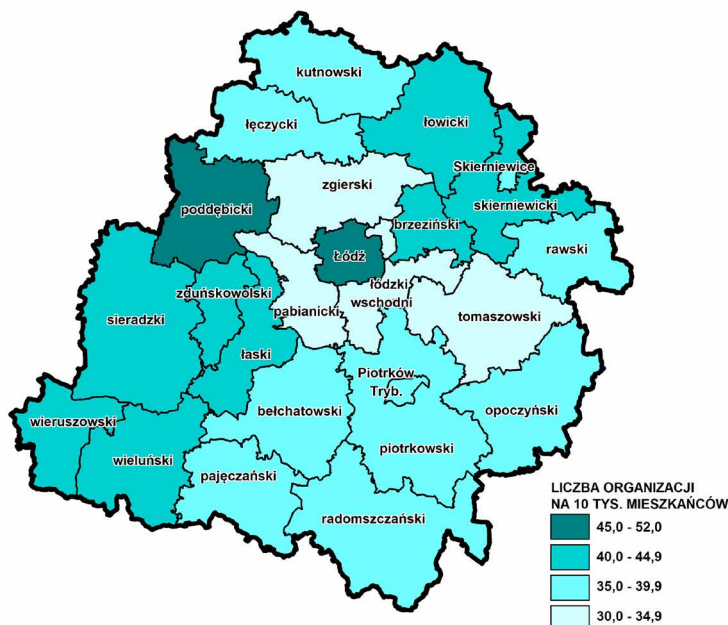 kutnowski
łęczycki
łowicki
Skierniewice
zgierski
skierniewicki
poddębicki
brzeziński
rawski
Łódź
łódzki
wschodni
zduńskowolski
pabianicki
sieradzki
tomaszowski
łaski
Piotrków
Tryb.
bełchatowski
opoczyński
wieruszowski
piotrkowski
wieluński
pajęczański
radomszczański
LICZBA ORGANIZACJI
NA 10 TYS. MIESZKAŃCÓW
45,0 - 52,0
40,0 - 44,9
35,0 - 39,9
30,0 - 34,9